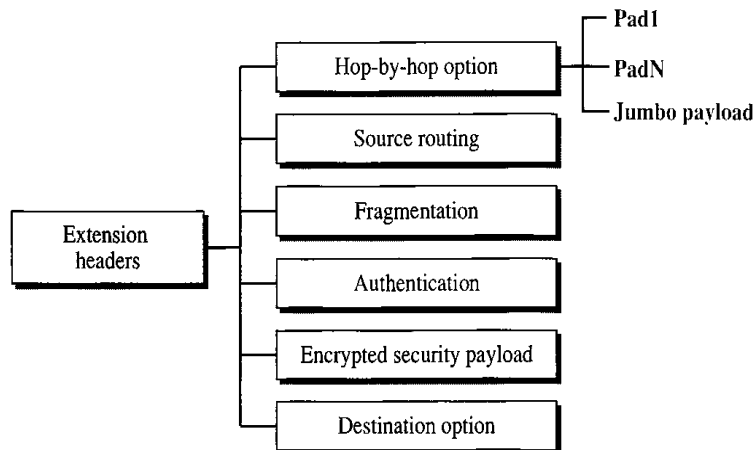 Pad1
Hop-by-hop option
PadN
Jumbo payload
Source routing
Fragmentation
Extension
headers
Authentication
Encrypted security payload
Destination option